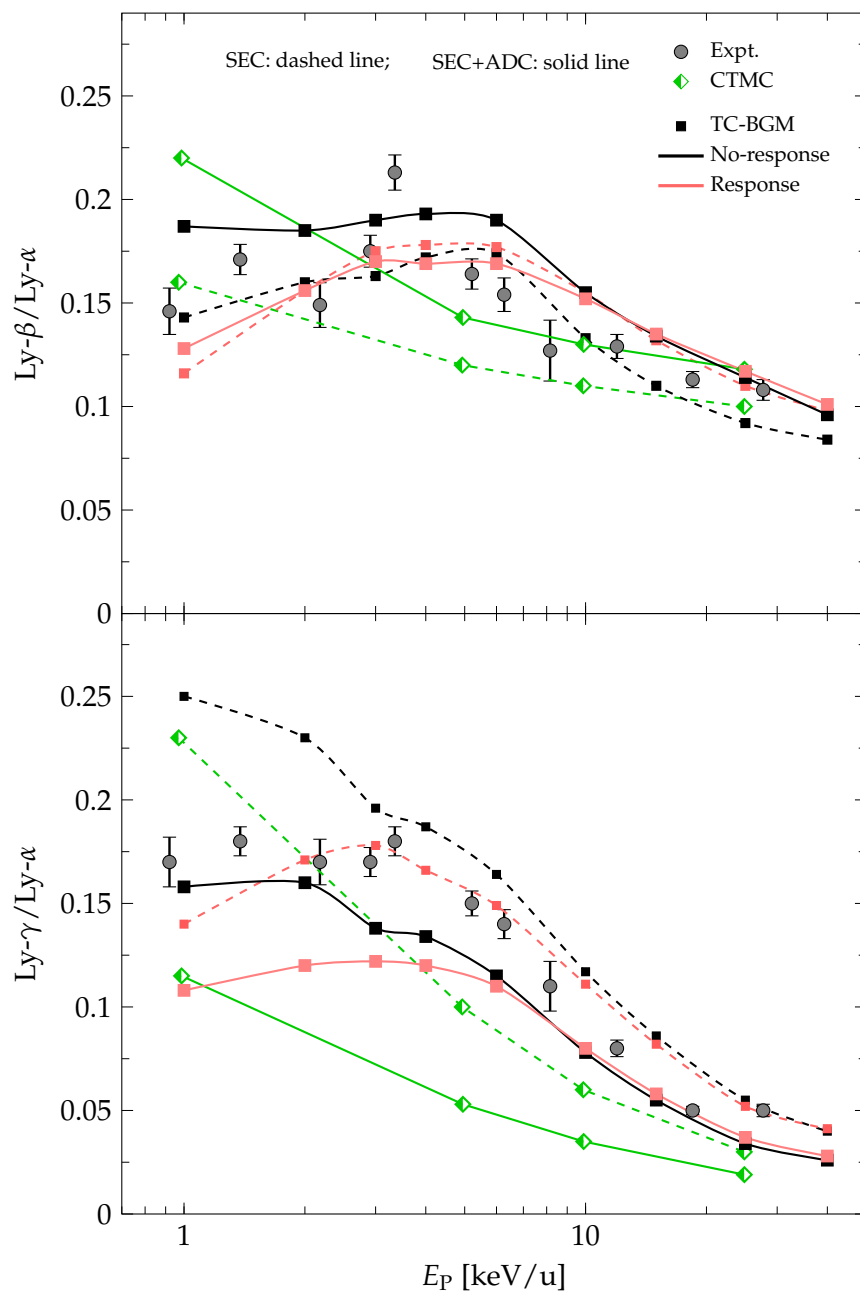 SEC: dashed line; SEC+ADC: solid line
Expt.
CTMC
TC-BGM
No-response
Response
0.25
0.2
0.15
0.1
0.05
0
Ly-β/Ly-α
0.25
0.2
0.15
0.1
0.05
0
Ly-γ/Ly-α
1 10
E_P [keV/u]